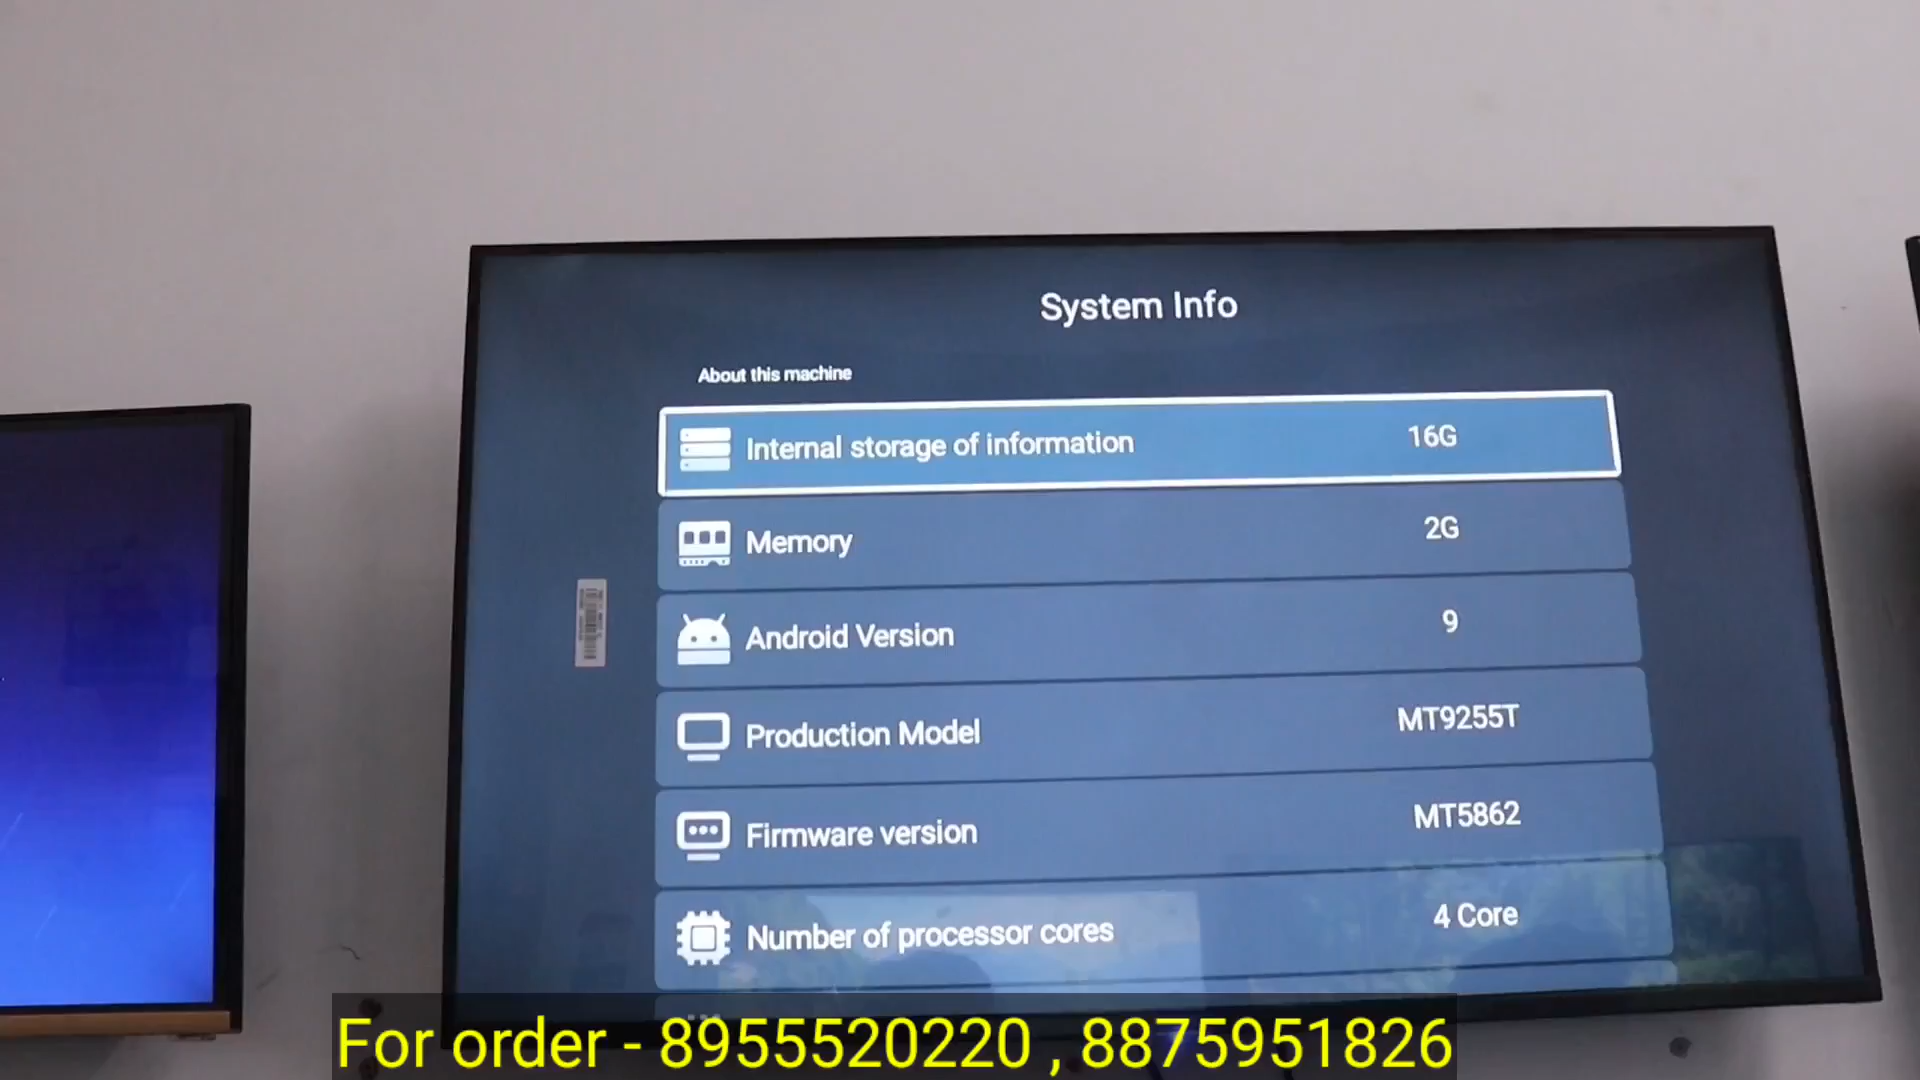 System Info
About this machine
Internal storage of information 16G
Memory 2G
Android Version 9
Production Model MT9255T
Firmware version MT5862
Number of processor cores 4 Core
For order - 8955520220 , 8875951826